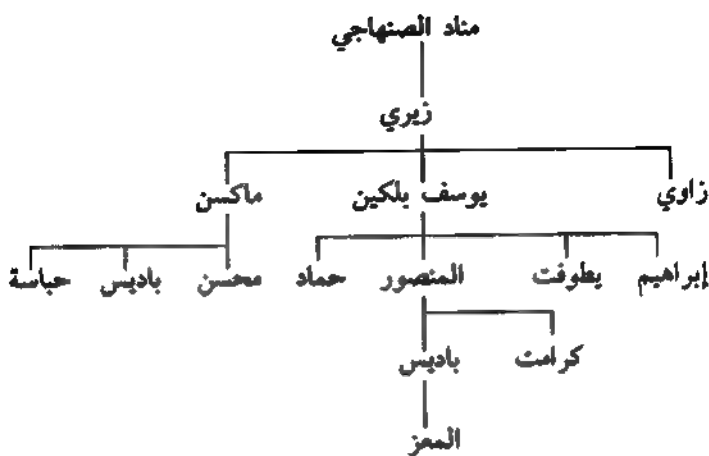 مناد الصنهاجي
زيري
زاوي يوسف بلكين ماكسن
إبراهيم يطوفت المنصور حماد محسن باديس حباسة
كرامت باديس
المعز